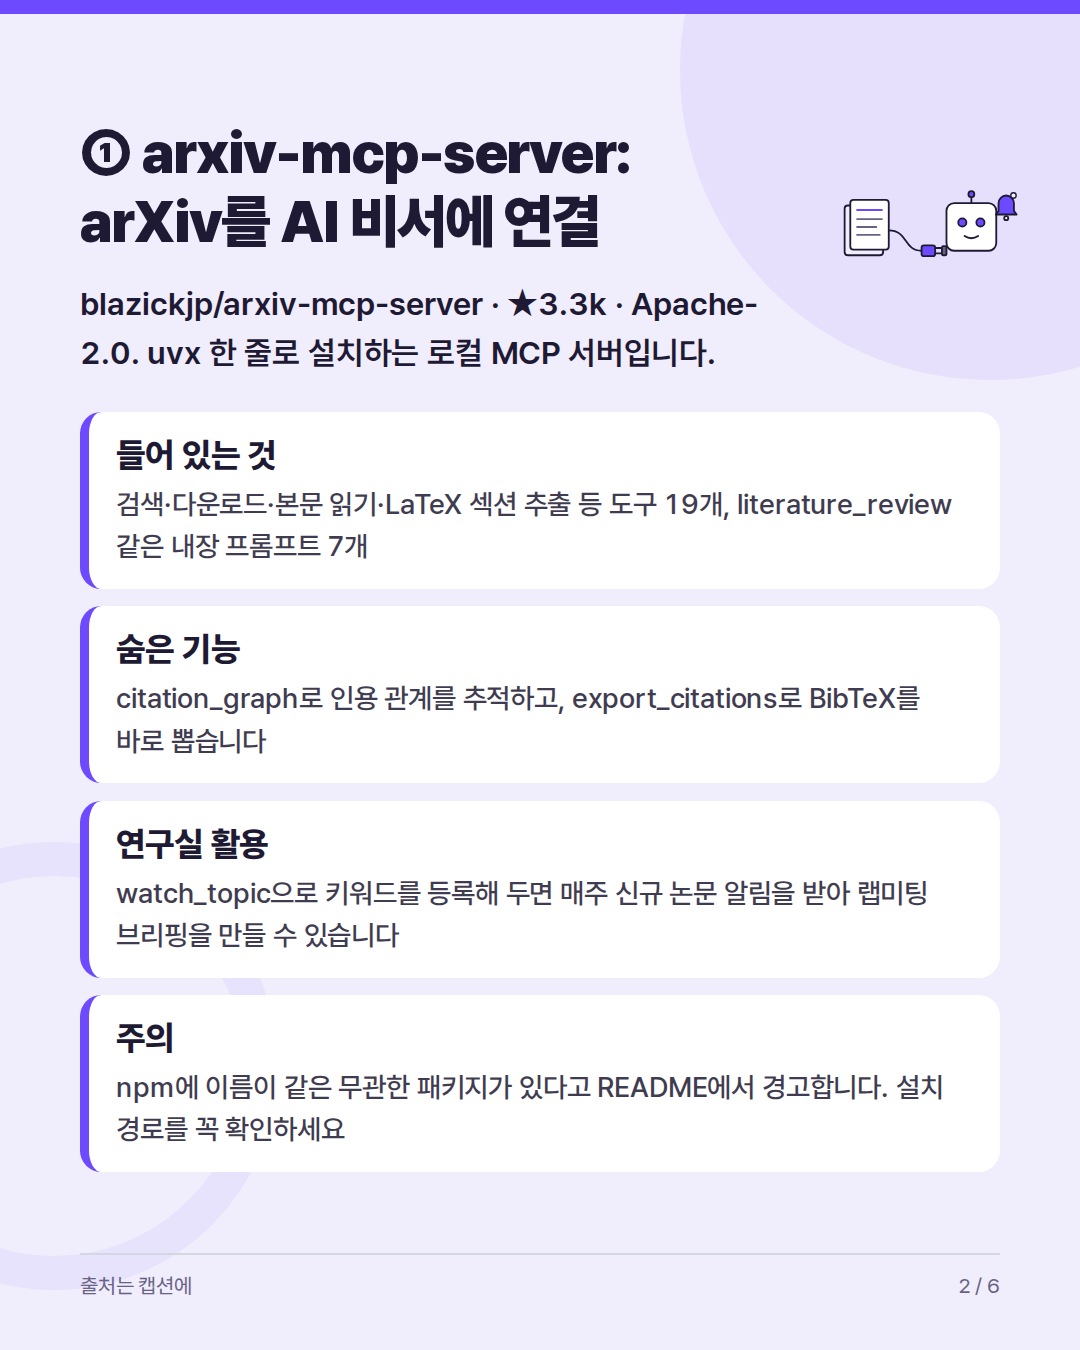 ① arxiv-mcp-server:
arXiv를 AI 비서에 연결
blazickjp/arxiv-mcp-server · ★3.3k · Apache-
2.0. uvx 한 줄로 설치하는 로컬 MCP 서버입니다.
들어 있는 것
검색·다운로드·본문 읽기·LaTeX 섹션 추출 등 도구 19개, literature_review
같은 내장 프롬프트 7개
숨은 기능
citation_graph로 인용 관계를 추적하고, export_citations로 BibTeX를
바로 뽑습니다
연구실 활용
watch_topic으로 키워드를 등록해 두면 매주 신규 논문 알림을 받아 랩미팅
브리핑을 만들 수 있습니다
주의
npm에 이름이 같은 무관한 패키지가 있다고 README에서 경고합니다. 설치
경로를 꼭 확인하세요
출처는 캡션에
2 / 6